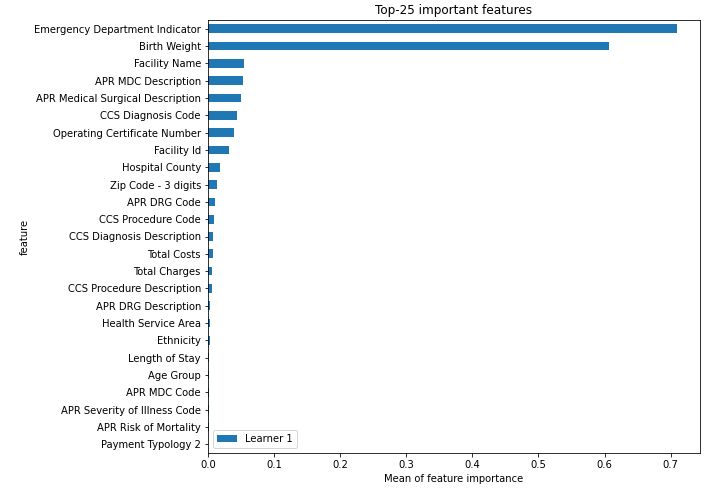 Top-25 important features
Emergency Department Indicator
Birth Weight
Facility Name
APR MDC Description
APR Medical Surgical Description
CCS Diagnosis Code
Operating Certificate Number
Facility Id
Hospital County
Zip Code - 3 digits
APR DRG Code
CCS Procedure Code
CCS Diagnosis Description
Total Costs
Total Charges
CCS Procedure Description
APR DRG Description
Health Service Area
Ethnicity
Length of Stay
Age Group
APR MDC Code
APR Severity of Illness Code
APR Risk of Mortality
Payment Typology 2
feature
Learner 1
0.0 0.1 0.2 0.3 0.4 0.5 0.6 0.7
Mean of feature importance